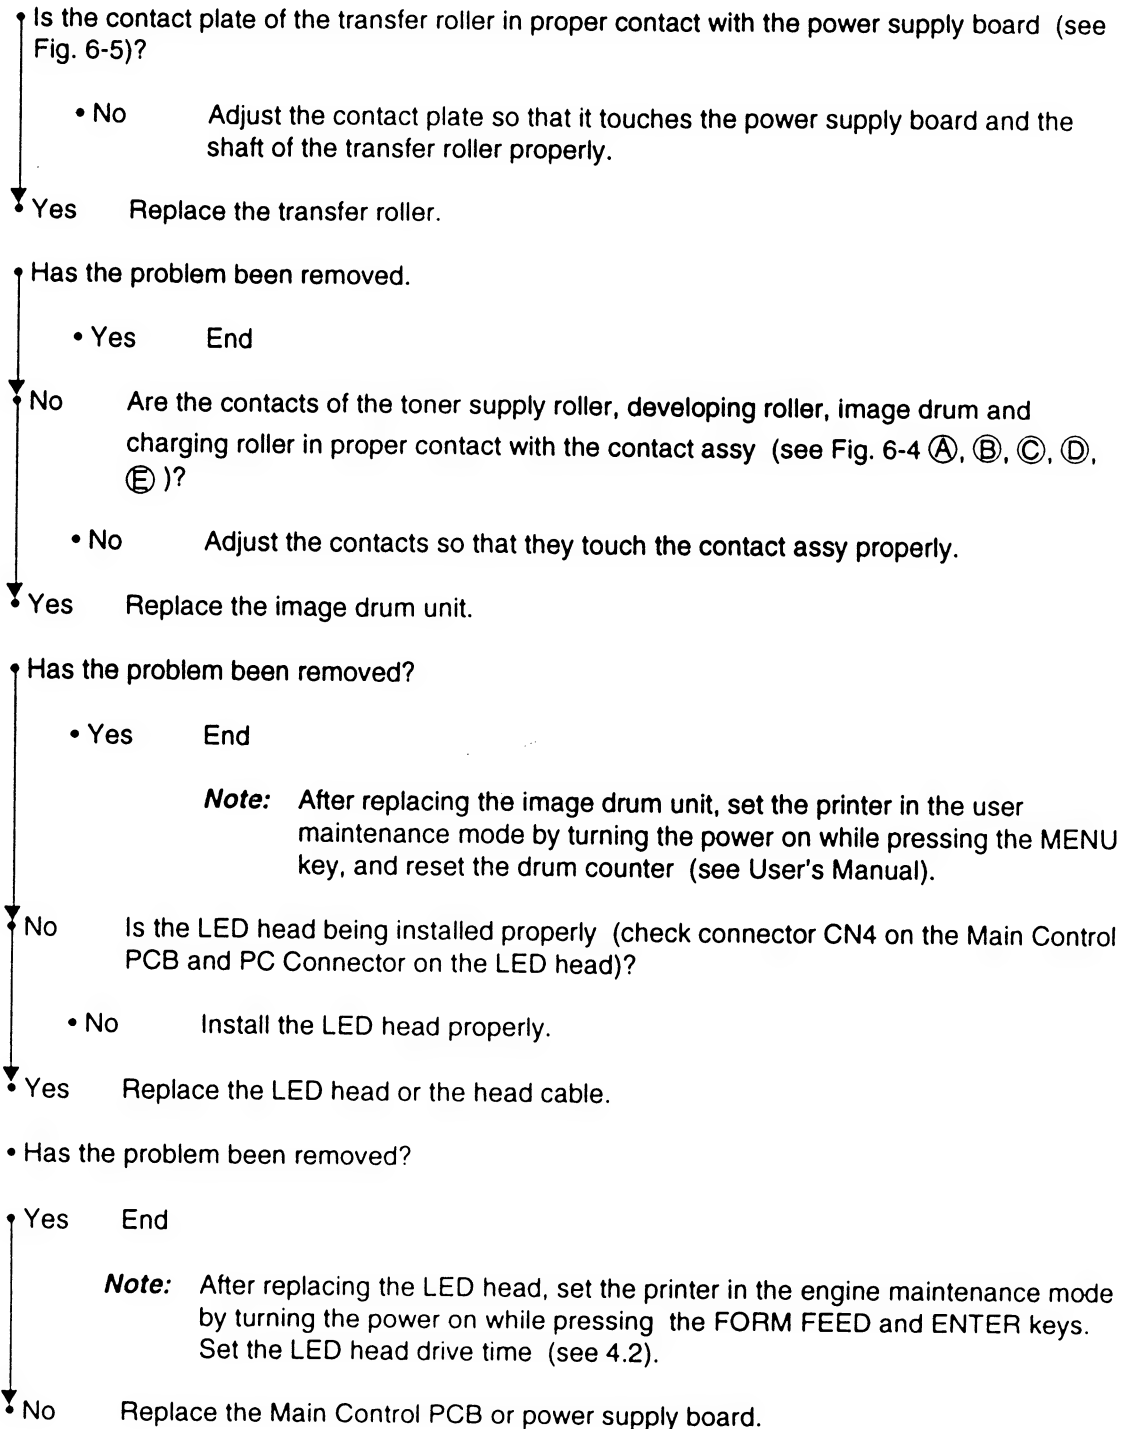 • Is the contact plate of the transfer roller in proper contact with the power supply board (see
Fig. 6-5)?
• No Adjust the contact plate so that it touches the power supply board and the
shaft of the transfer roller properly.
• Yes Replace the transfer roller.
• Has the problem been removed.
• Yes End
• No Are the contacts of the toner supply roller, developing roller, image drum and
charging roller in proper contact with the contact assy (see Fig. 6-4 Ⓐ, Ⓑ, Ⓒ, Ⓓ,
Ⓔ )?
• No Adjust the contacts so that they touch the contact assy properly.
• Yes Replace the image drum unit.
• Has the problem been removed?
• Yes End
Note: After replacing the image drum unit, set the printer in the user
maintenance mode by turning the power on while pressing the MENU
key, and reset the drum counter (see User's Manual).
• No Is the LED head being installed properly (check connector CN4 on the Main Control
PCB and PC Connector on the LED head)?
• No Install the LED head properly.
• Yes Replace the LED head or the head cable.
• Has the problem been removed?
• Yes End
Note: After replacing the LED head, set the printer in the engine maintenance mode
by turning the power on while pressing the FORM FEED and ENTER keys.
Set the LED head drive time (see 4.2).
• No Replace the Main Control PCB or power supply board.